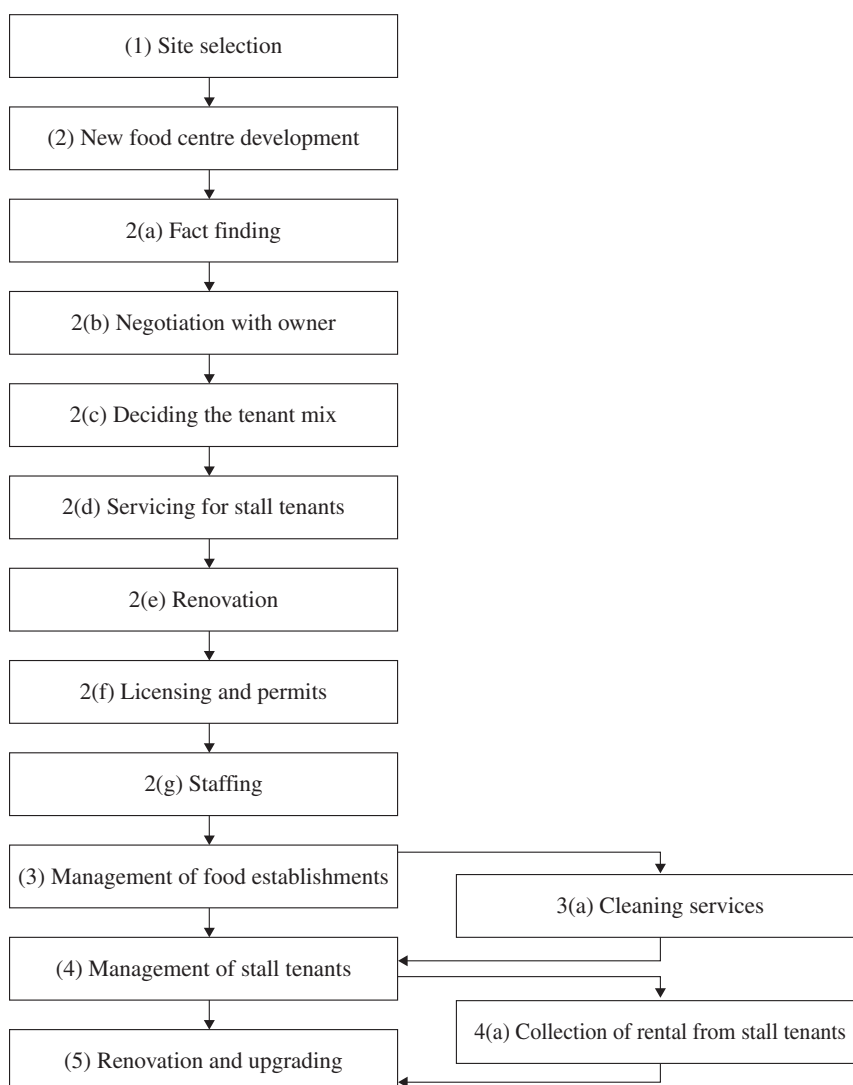 (1) Site selection
(2) New food centre development
2(a) Fact finding
2(b) Negotiation with owner
2(c) Deciding the tenant mix
2(d) Servicing for stall tenants
2(e) Renovation
2(f) Licensing and permits
2(g) Staffing
(3) Management of food establishments
3(a) Cleaning services
(4) Management of stall tenants
4(a) Collection of rental from stall tenants
(5) Renovation and upgrading